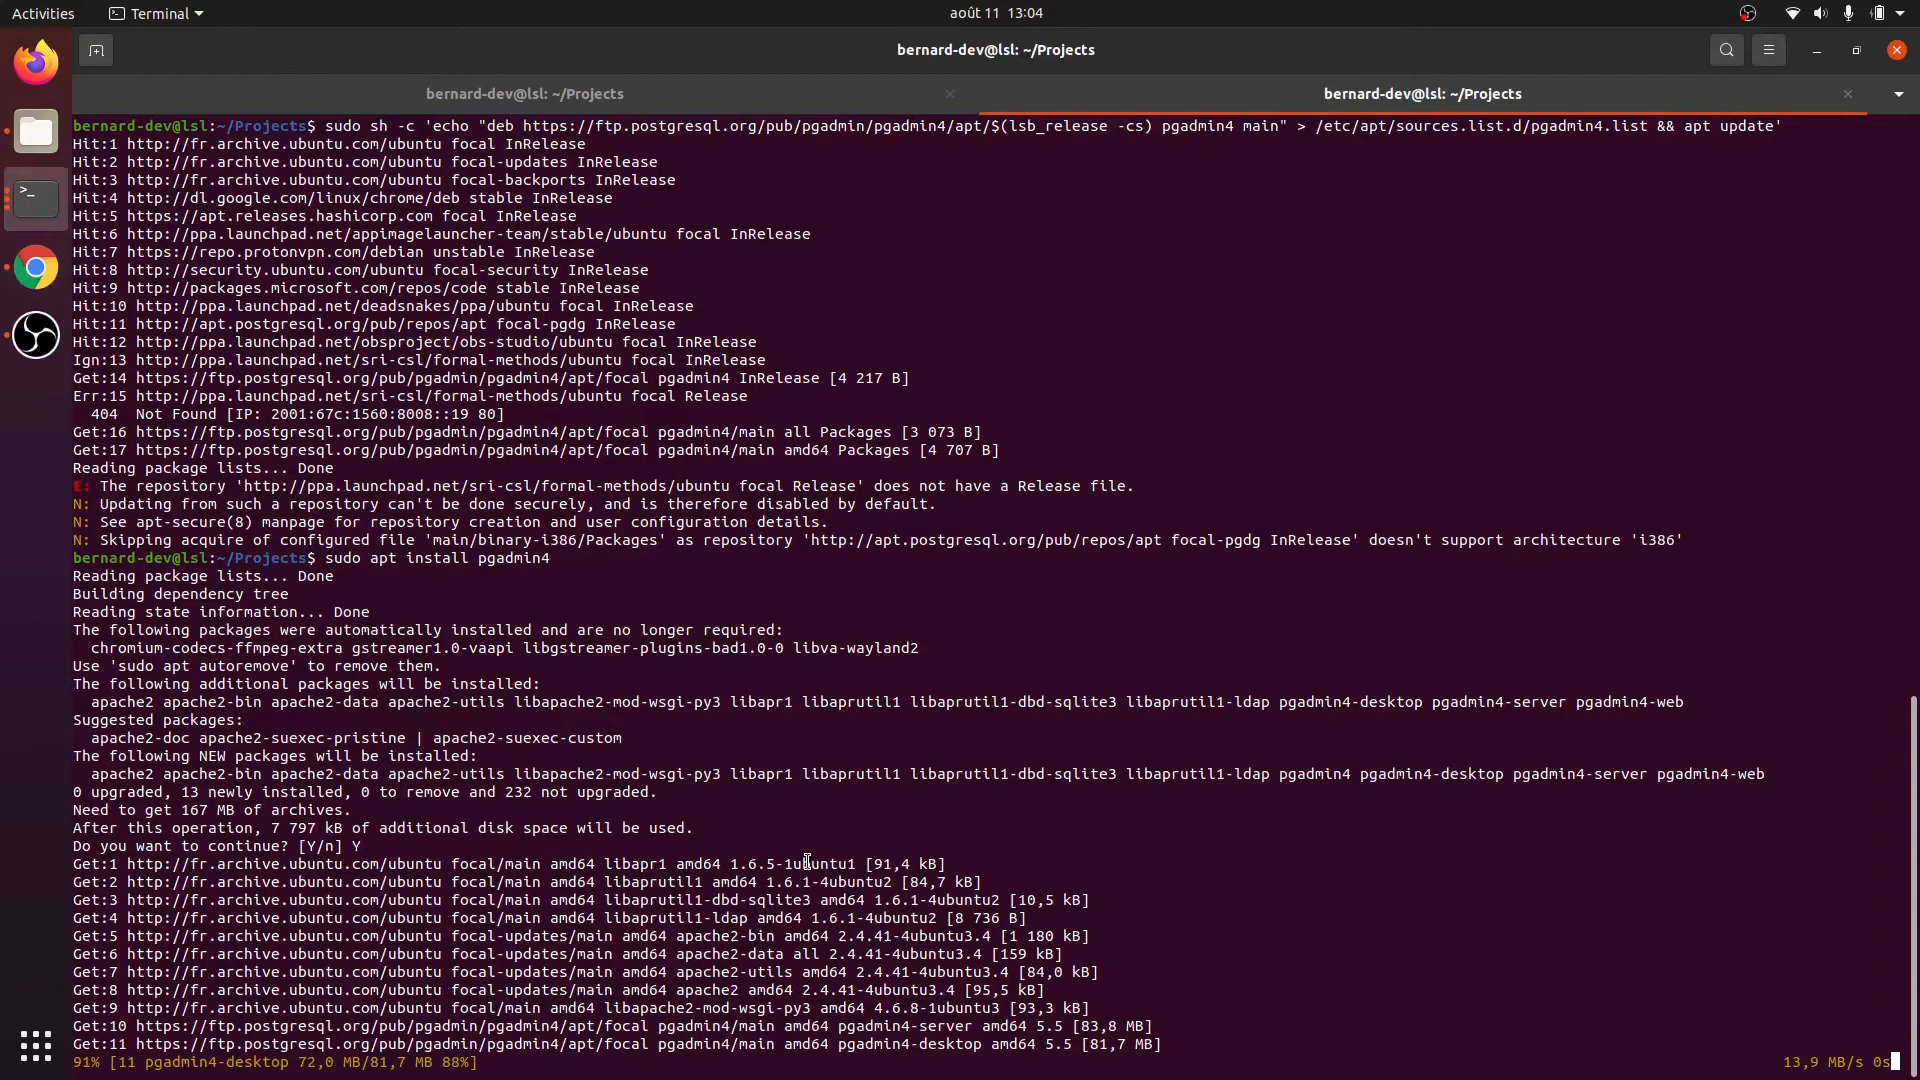 Activities
Terminal
août 11 13:04
bernard-dev@lsl: ~/Projects
bernard-dev@lsl: ~/Projects
bernard-dev@lsl: ~/Projects
bernard-dev@lsl:~/Projects$ sudo sh -c 'echo "deb https://ftp.postgresql.org/pub/pgadmin/pgadmin4/apt/$(lsb_release -cs) pgadmin4 main" > /etc/apt/sources.list.d/pgadmin4.list && apt update'
Hit:1 http://fr.archive.ubuntu.com/ubuntu focal InRelease
Hit:2 http://fr.archive.ubuntu.com/ubuntu focal-updates InRelease
Hit:3 http://fr.archive.ubuntu.com/ubuntu focal-backports InRelease
Hit:4 http://dl.google.com/linux/chrome/deb stable InRelease
Hit:5 https://apt.releases.hashicorp.com focal InRelease
Hit:6 http://ppa.launchpad.net/appimagelauncher-team/stable/ubuntu focal InRelease
Hit:7 https://repo.protonvpn.com/debian unstable InRelease
Hit:8 http://security.ubuntu.com/ubuntu focal-security InRelease
Hit:9 http://packages.microsoft.com/repos/code stable InRelease
Hit:10 http://ppa.launchpad.net/deadsnakes/ppa/ubuntu focal InRelease
Hit:11 http://apt.postgresql.org/pub/repos/apt focal-pgdg InRelease
Hit:12 http://ppa.launchpad.net/obsproject/obs-studio/ubuntu focal InRelease
Ign:13 http://ppa.launchpad.net/sri-csl/formal-methods/ubuntu focal InRelease
Get:14 https://ftp.postgresql.org/pub/pgadmin/pgadmin4/apt/focal pgadmin4 InRelease [4 217 B]
Err:15 http://ppa.launchpad.net/sri-csl/formal-methods/ubuntu focal Release
404  Not Found [IP: 2001:67c:1560:8008::19 80]
Get:16 https://ftp.postgresql.org/pub/pgadmin/pgadmin4/apt/focal pgadmin4/main all Packages [3 073 B]
Get:17 https://ftp.postgresql.org/pub/pgadmin/pgadmin4/apt/focal pgadmin4/main amd64 Packages [4 707 B]
Reading package lists... Done
E: The repository 'http://ppa.launchpad.net/sri-csl/formal-methods/ubuntu focal Release' does not have a Release file.
N: Updating from such a repository can't be done securely, and is therefore disabled by default.
N: See apt-secure(8) manpage for repository creation and user configuration details.
N: Skipping acquire of configured file 'main/binary-i386/Packages' as repository 'http://apt.postgresql.org/pub/repos/apt focal-pgdg InRelease' doesn't support architecture 'i386'
bernard-dev@lsl:~/Projects$ sudo apt install pgadmin4
Reading package lists... Done
Building dependency tree
Reading state information... Done
The following packages were automatically installed and are no longer required:
chromium-codecs-ffmpeg-extra gstreamer1.0-vaapi libgstreamer-plugins-bad1.0-0 libva-wayland2
Use 'sudo apt autoremove' to remove them.
The following additional packages will be installed:
apache2 apache2-bin apache2-data apache2-utils libapache2-mod-wsgi-py3 libapr1 libaprutil1 libaprutil1-dbd-sqlite3 libaprutil1-ldap pgadmin4-desktop pgadmin4-server pgadmin4-web
Suggested packages:
apache2-doc apache2-suexec-pristine | apache2-suexec-custom
The following NEW packages will be installed:
apache2 apache2-bin apache2-data apache2-utils libapache2-mod-wsgi-py3 libapr1 libaprutil1 libaprutil1-dbd-sqlite3 libaprutil1-ldap pgadmin4 pgadmin4-desktop pgadmin4-server pgadmin4-web
0 upgraded, 13 newly installed, 0 to remove and 232 not upgraded.
Need to get 167 MB of archives.
After this operation, 7 797 kB of additional disk space will be used.
Do you want to continue? [Y/n] Y
Get:1 http://fr.archive.ubuntu.com/ubuntu focal/main amd64 libapr1 amd64 1.6.5-1ubuntu1 [91,4 kB]
Get:2 http://fr.archive.ubuntu.com/ubuntu focal/main amd64 libaprutil1 amd64 1.6.1-4ubuntu2 [84,7 kB]
Get:3 http://fr.archive.ubuntu.com/ubuntu focal/main amd64 libaprutil1-dbd-sqlite3 amd64 1.6.1-4ubuntu2 [10,5 kB]
Get:4 http://fr.archive.ubuntu.com/ubuntu focal/main amd64 libaprutil1-ldap amd64 1.6.1-4ubuntu2 [8 736 B]
Get:5 http://fr.archive.ubuntu.com/ubuntu focal-updates/main amd64 apache2-bin amd64 2.4.41-4ubuntu3.4 [1 180 kB]
Get:6 http://fr.archive.ubuntu.com/ubuntu focal-updates/main amd64 apache2-data all 2.4.41-4ubuntu3.4 [159 kB]
Get:7 http://fr.archive.ubuntu.com/ubuntu focal-updates/main amd64 apache2-utils amd64 2.4.41-4ubuntu3.4 [84,0 kB]
Get:8 http://fr.archive.ubuntu.com/ubuntu focal-updates/main amd64 apache2 amd64 2.4.41-4ubuntu3.4 [95,5 kB]
Get:9 http://fr.archive.ubuntu.com/ubuntu focal/main amd64 libapache2-mod-wsgi-py3 amd64 4.6.8-1ubuntu3 [93,3 kB]
Get:10 https://ftp.postgresql.org/pub/pgadmin/pgadmin4/apt/focal pgadmin4/main amd64 pgadmin4-server amd64 5.5 [83,8 MB]
Get:11 https://ftp.postgresql.org/pub/pgadmin/pgadmin4/apt/focal pgadmin4/main amd64 pgadmin4-desktop amd64 5.5 [81,7 MB]
91% [11 pgadmin4-desktop 72,0 MB/81,7 MB 88%] 13,9 MB/s 0s